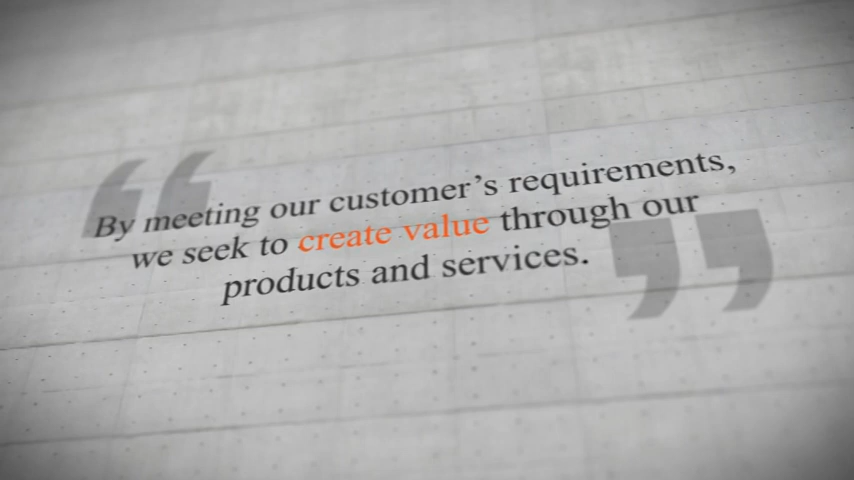 By meeting our customer’s requirements,
we seek to create value through our
products and services.